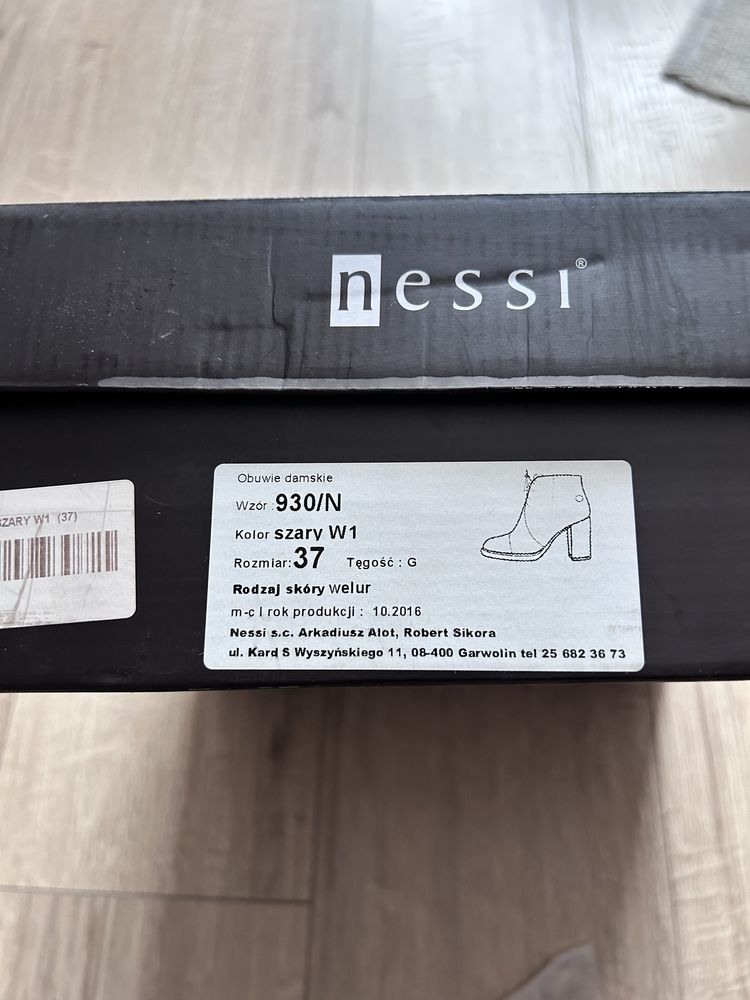 nessi®
SZARY W1 (37)
Obuwie damskie
Wzór : 930/N
Kolor szary W1
Rozmiar: 37 Tęgość : G
Rodzaj skóry welur
m-c i rok produkcji : 10.2016
Nessi s.c. Arkadiusz Alot, Robert Sikora
ul. Kard S Wyszyńskiego 11, 08-400 Garwolin tel 25 682 36 73